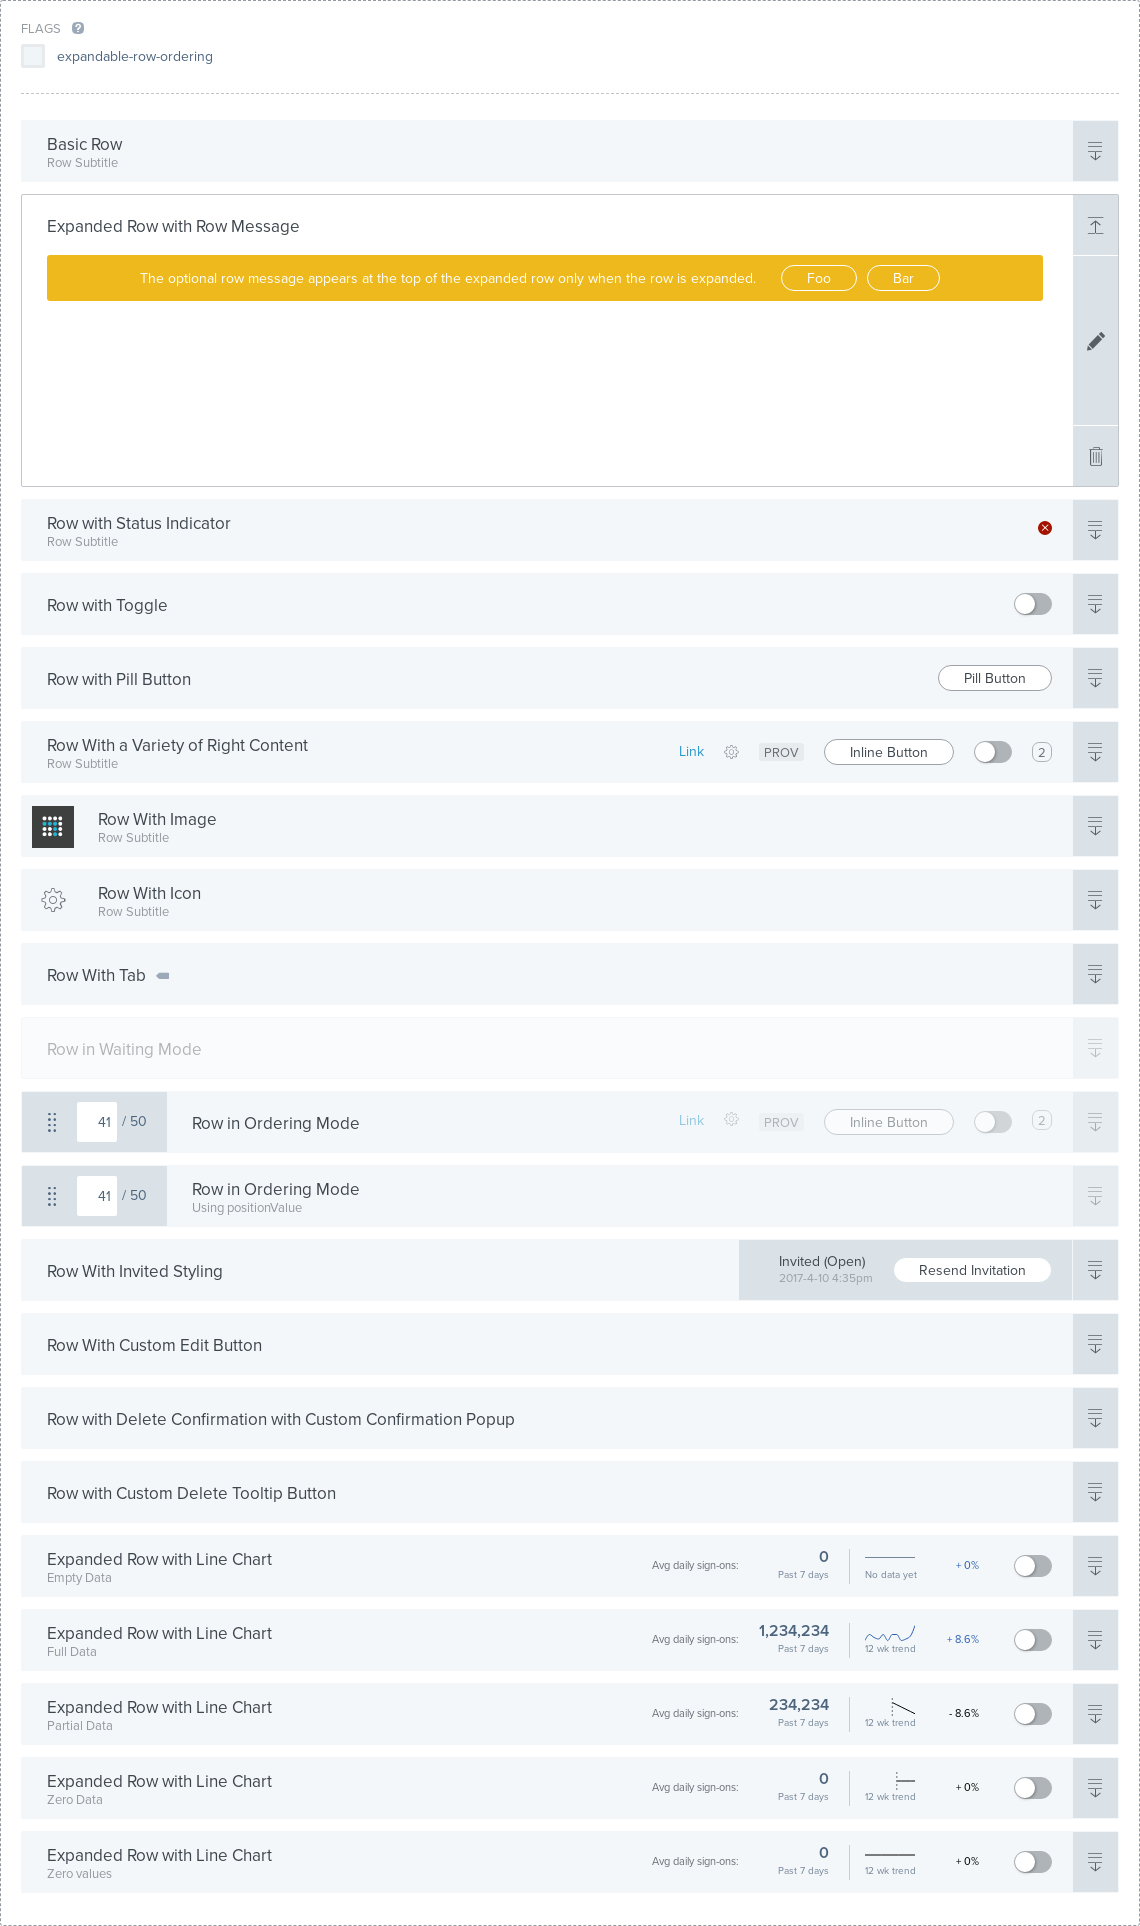 FLAGS ?
expandable-row-ordering
Basic Row
Row Subtitle
Expanded Row with Row Message
The optional row message appears at the top of the expanded row only when the row is expanded. Foo Bar
Row with Status Indicator
Row Subtitle
Row with Toggle
Row with Pill Button Pill Button
Row With a Variety of Right Content
Row Subtitle
Link PROV Inline Button 2
Row With Image
Row Subtitle
Row With Icon
Row Subtitle
Row With Tab
Row in Waiting Mode
41 / 50 Row in Ordering Mode Link PROV Inline Button 2
41 / 50 Row in Ordering Mode
Using positionValue
Row With Invited Styling
Invited (Open)
2017-4-10 4:35pm
Resend Invitation
Row With Custom Edit Button
Row with Delete Confirmation with Custom Confirmation Popup
Row with Custom Delete Tooltip Button
Expanded Row with Line Chart
Empty Data
Avg daily sign-ons: 0
Past 7 days
No data yet
+ 0%
Expanded Row with Line Chart
Full Data
Avg daily sign-ons: 1,234,234
Past 7 days
12 wk trend
+ 8.6%
Expanded Row with Line Chart
Partial Data
Avg daily sign-ons: 234,234
Past 7 days
12 wk trend
- 8.6%
Expanded Row with Line Chart
Zero Data
Avg daily sign-ons: 0
Past 7 days
12 wk trend
+ 0%
Expanded Row with Line Chart
Zero values
Avg daily sign-ons: 0
Past 7 days
12 wk trend
+ 0%